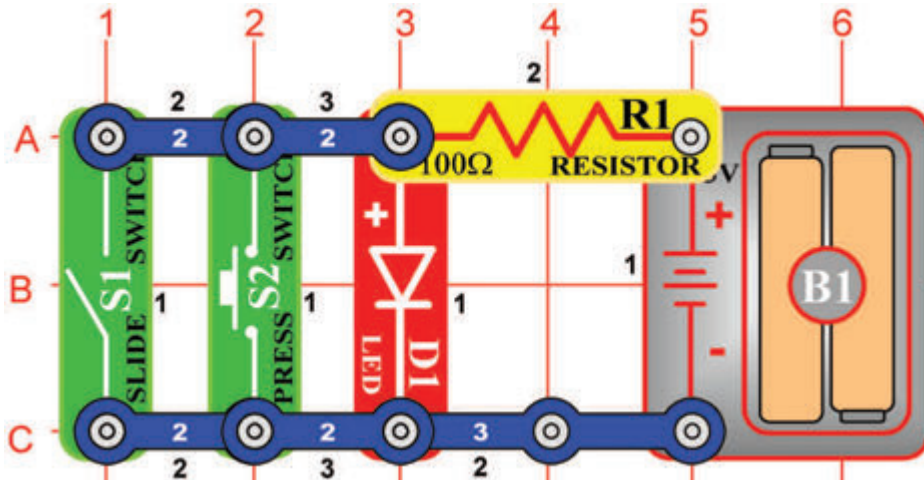 1 2 3 4 5 6
2 3 2
A 2 2 R1
100Ω RESISTOR
3V
+ +
SLIDE SWITCH S1
PRESS SWITCH S2
B 1 1 1 1 B1
LED D1
-
C 2 2 3
2 3 2